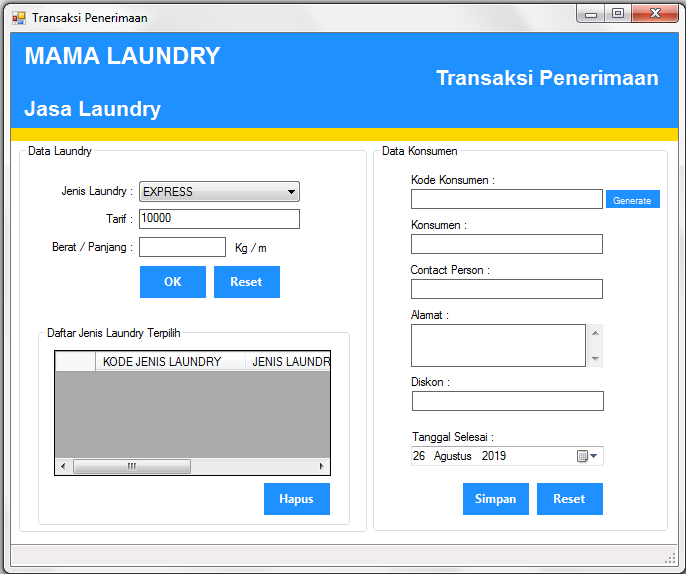 Transaksi Penerimaan
MAMA LAUNDRY
Transaksi Penerimaan
Jasa Laundry
Data Laundry
Jenis Laundry :
EXPRESS
Tarif :
10000
Berat / Panjang :
Kg / m
OK
Reset
Daftar Jenis Laundry Terpilih
KODE JENIS LAUNDRY
JENIS LAUNDR
Hapus
Data Konsumen
Kode Konsumen :
Generate
Konsumen :
Contact Person :
Alamat :
Diskon :
Tanggal Selesai :
26 Agustus 2019
Simpan
Reset